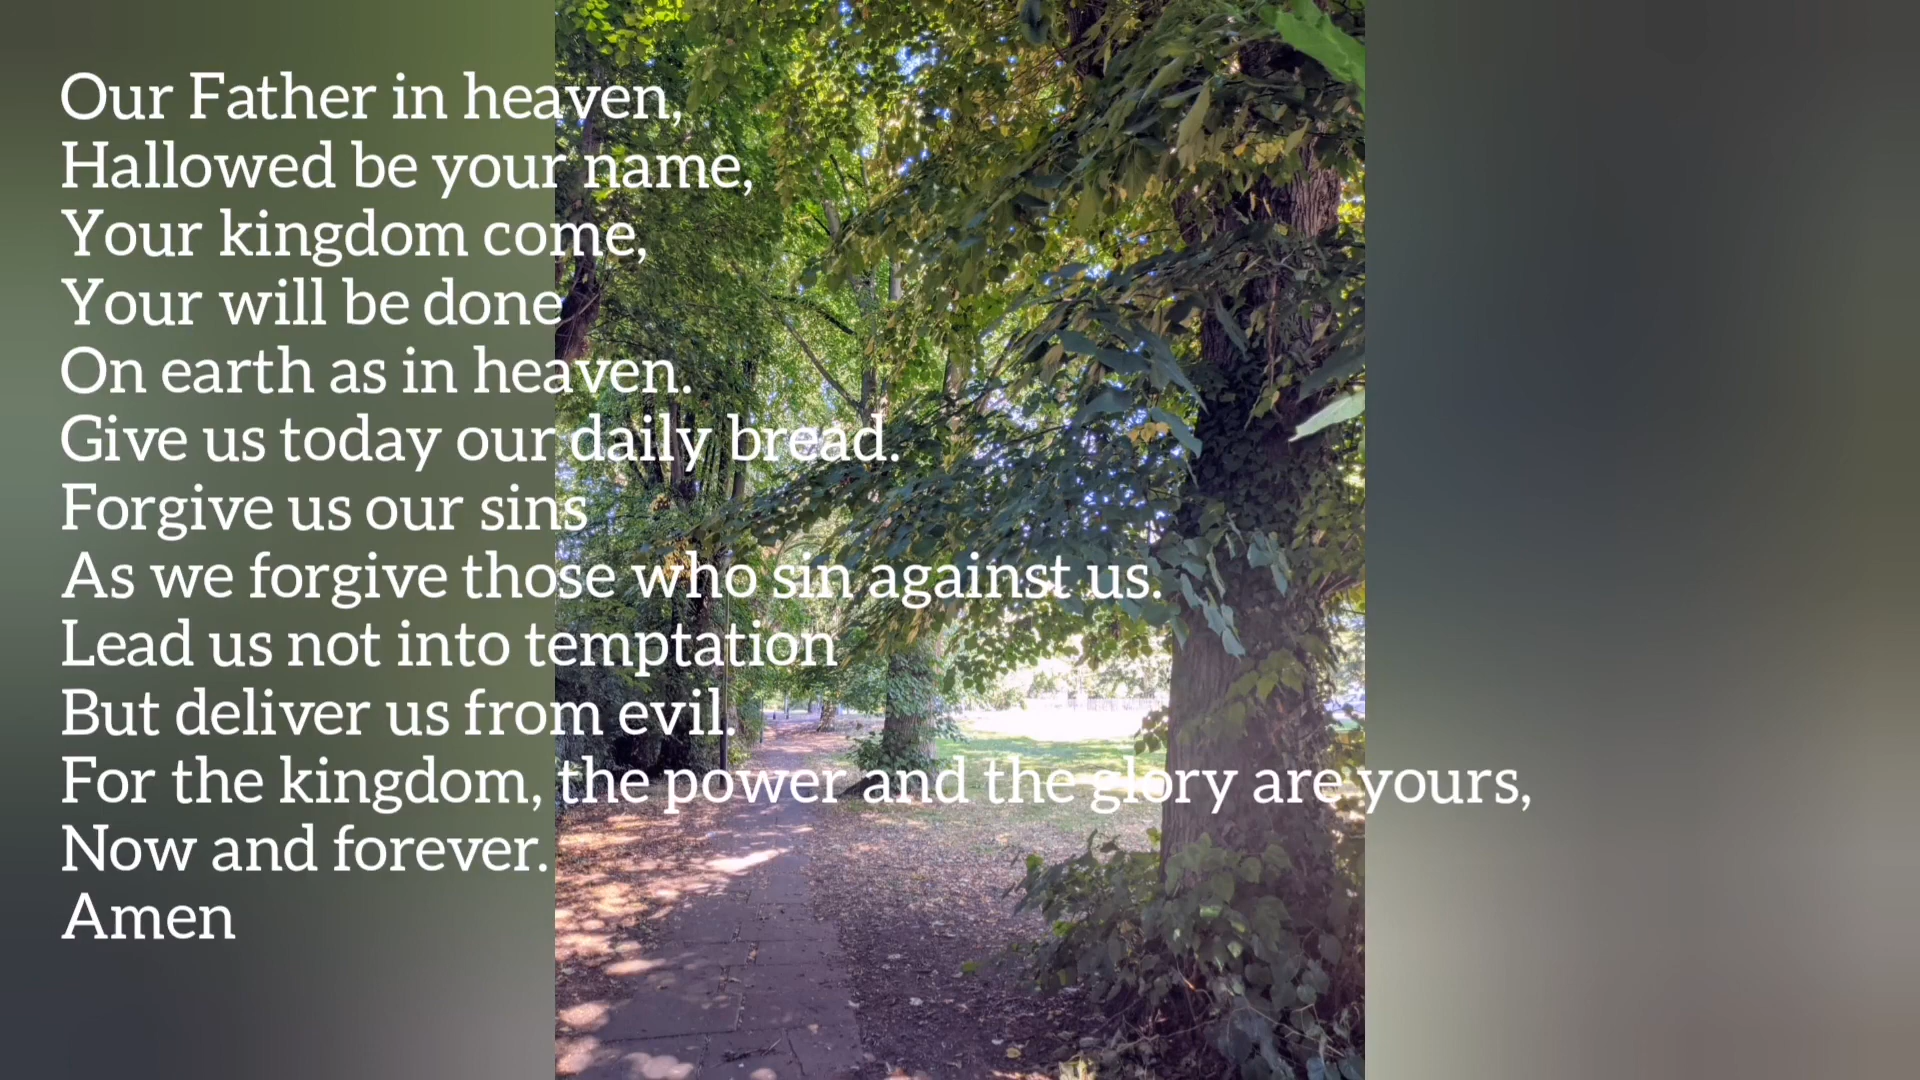 Our Father in heaven,
Hallowed be your name,
Your kingdom come,
Your will be done
On earth as in heaven.
Give us today our daily bread.
Forgive us our sins
As we forgive those who sin against us.
Lead us not into temptation
But deliver us from evil.
For the kingdom, the power and the glory are yours,
Now and forever.
Amen